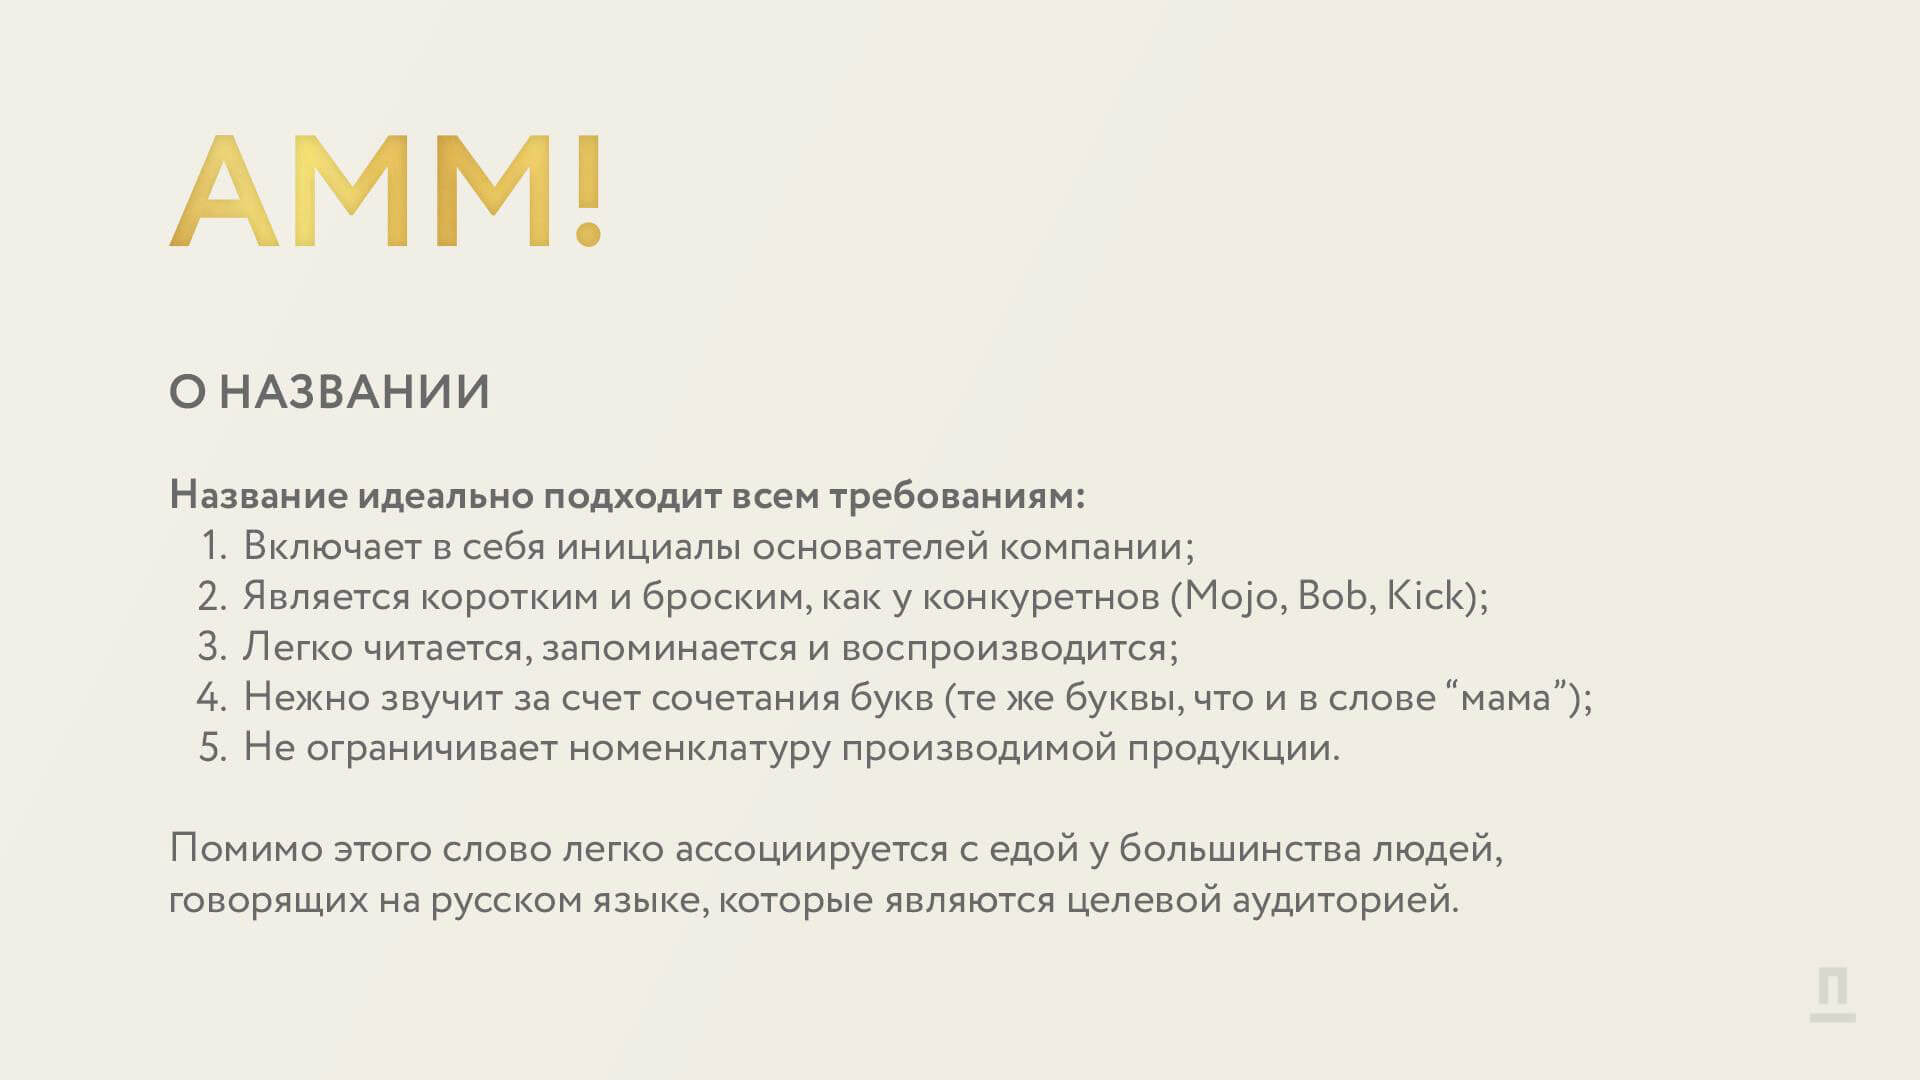 АММ!
О НАЗВАНИИ
Название идеально подходит всем требованиям:
1. Включает в себя инициалы основателей компании;
2. Является коротким и броским, как у конкуретнов (Mojo, Bob, Kick);
3. Легко читается, запоминается и воспроизводится;
4. Нежно звучит за счет сочетания букв (те же буквы, что и в слове “мама”);
5. Не ограничивает номенклатуру производимой продукции.
Помимо этого слово легко ассоциируется с едой у большинства людей,
говорящих на русском языке, которые являются целевой аудиторией.
П